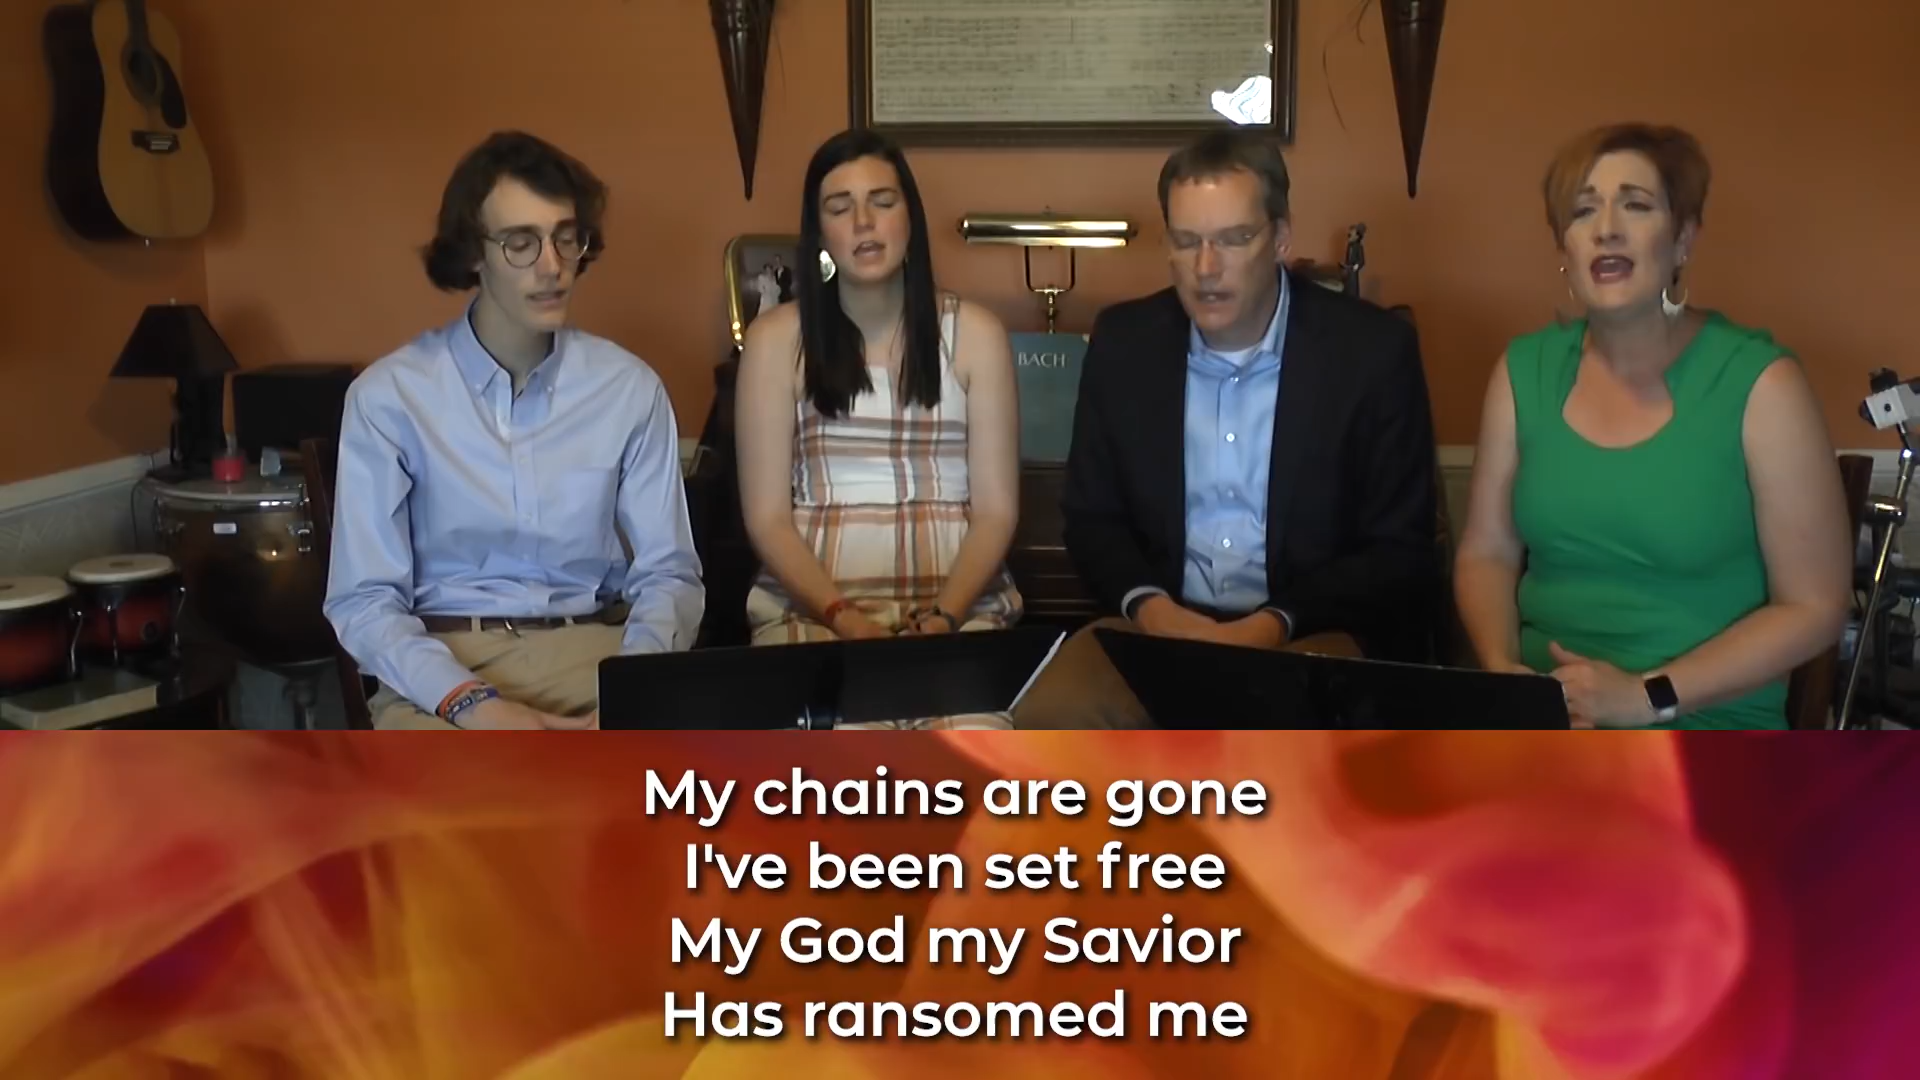 BACH
My chains are gone
I've been set free
My God my Savior
Has ransomed me